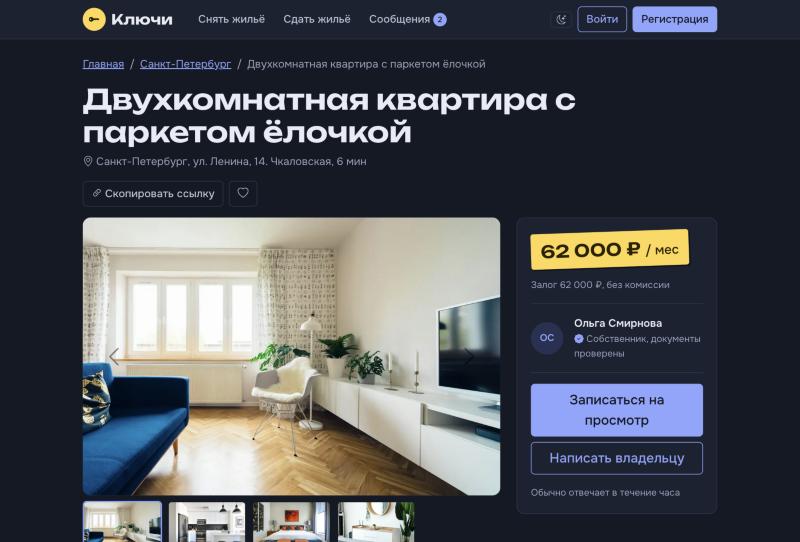 Ключи
Снять жильё
Сдать жильё
Сообщения 2
Войти
Регистрация
Главная / Санкт-Петербург / Двухкомнатная квартира с паркетом ёлочкой
Двухкомнатная квартира с
паркетом ёлочкой
Санкт-Петербург, ул. Ленина, 14. Чкаловская, 6 мин
Скопировать ссылку
62 000 ₽ / мес
Залог 62 000 ₽, без комиссии
ОС
Ольга Смирнова
Собственник, документы
проверены
Записаться на
просмотр
Написать владельцу
Обычно отвечает в течение часа